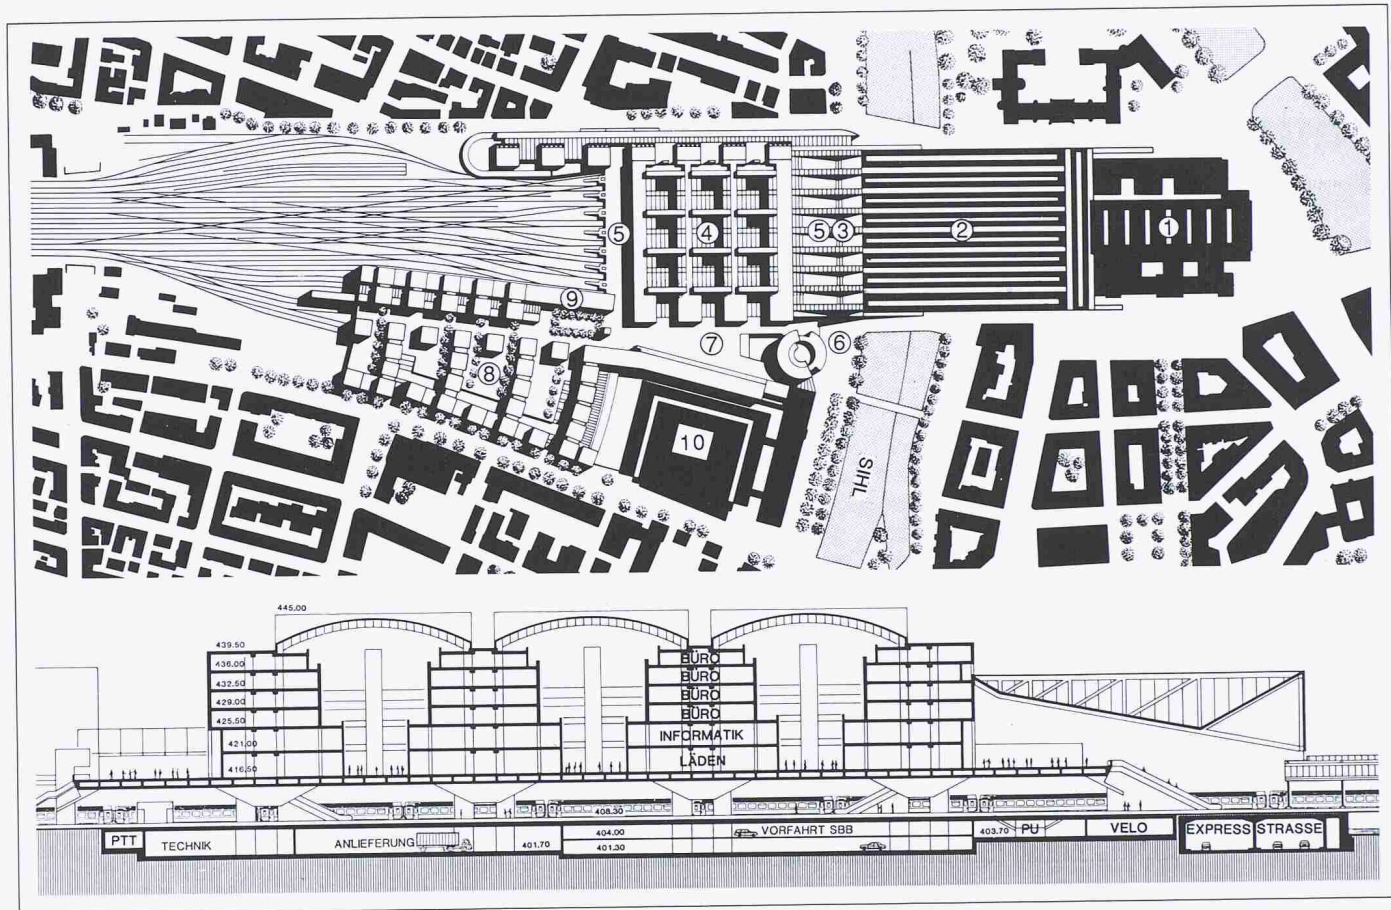 5
4
5 3
2
1
9
7
6
8
10
SIHL
445.00
439.50
436.00
432.50
429.00
425.50
421.00
416.50
BÜRO
BÜRO
BÜRO
BÜRO
INFORMATIK
LÄDEN
408.30
PTT
TECHNIK
ANLIEFERUNG
401.70
404.00
401.30
VORFAHRT SBB
403.70
PU
VELO
EXPRESS STRASSE